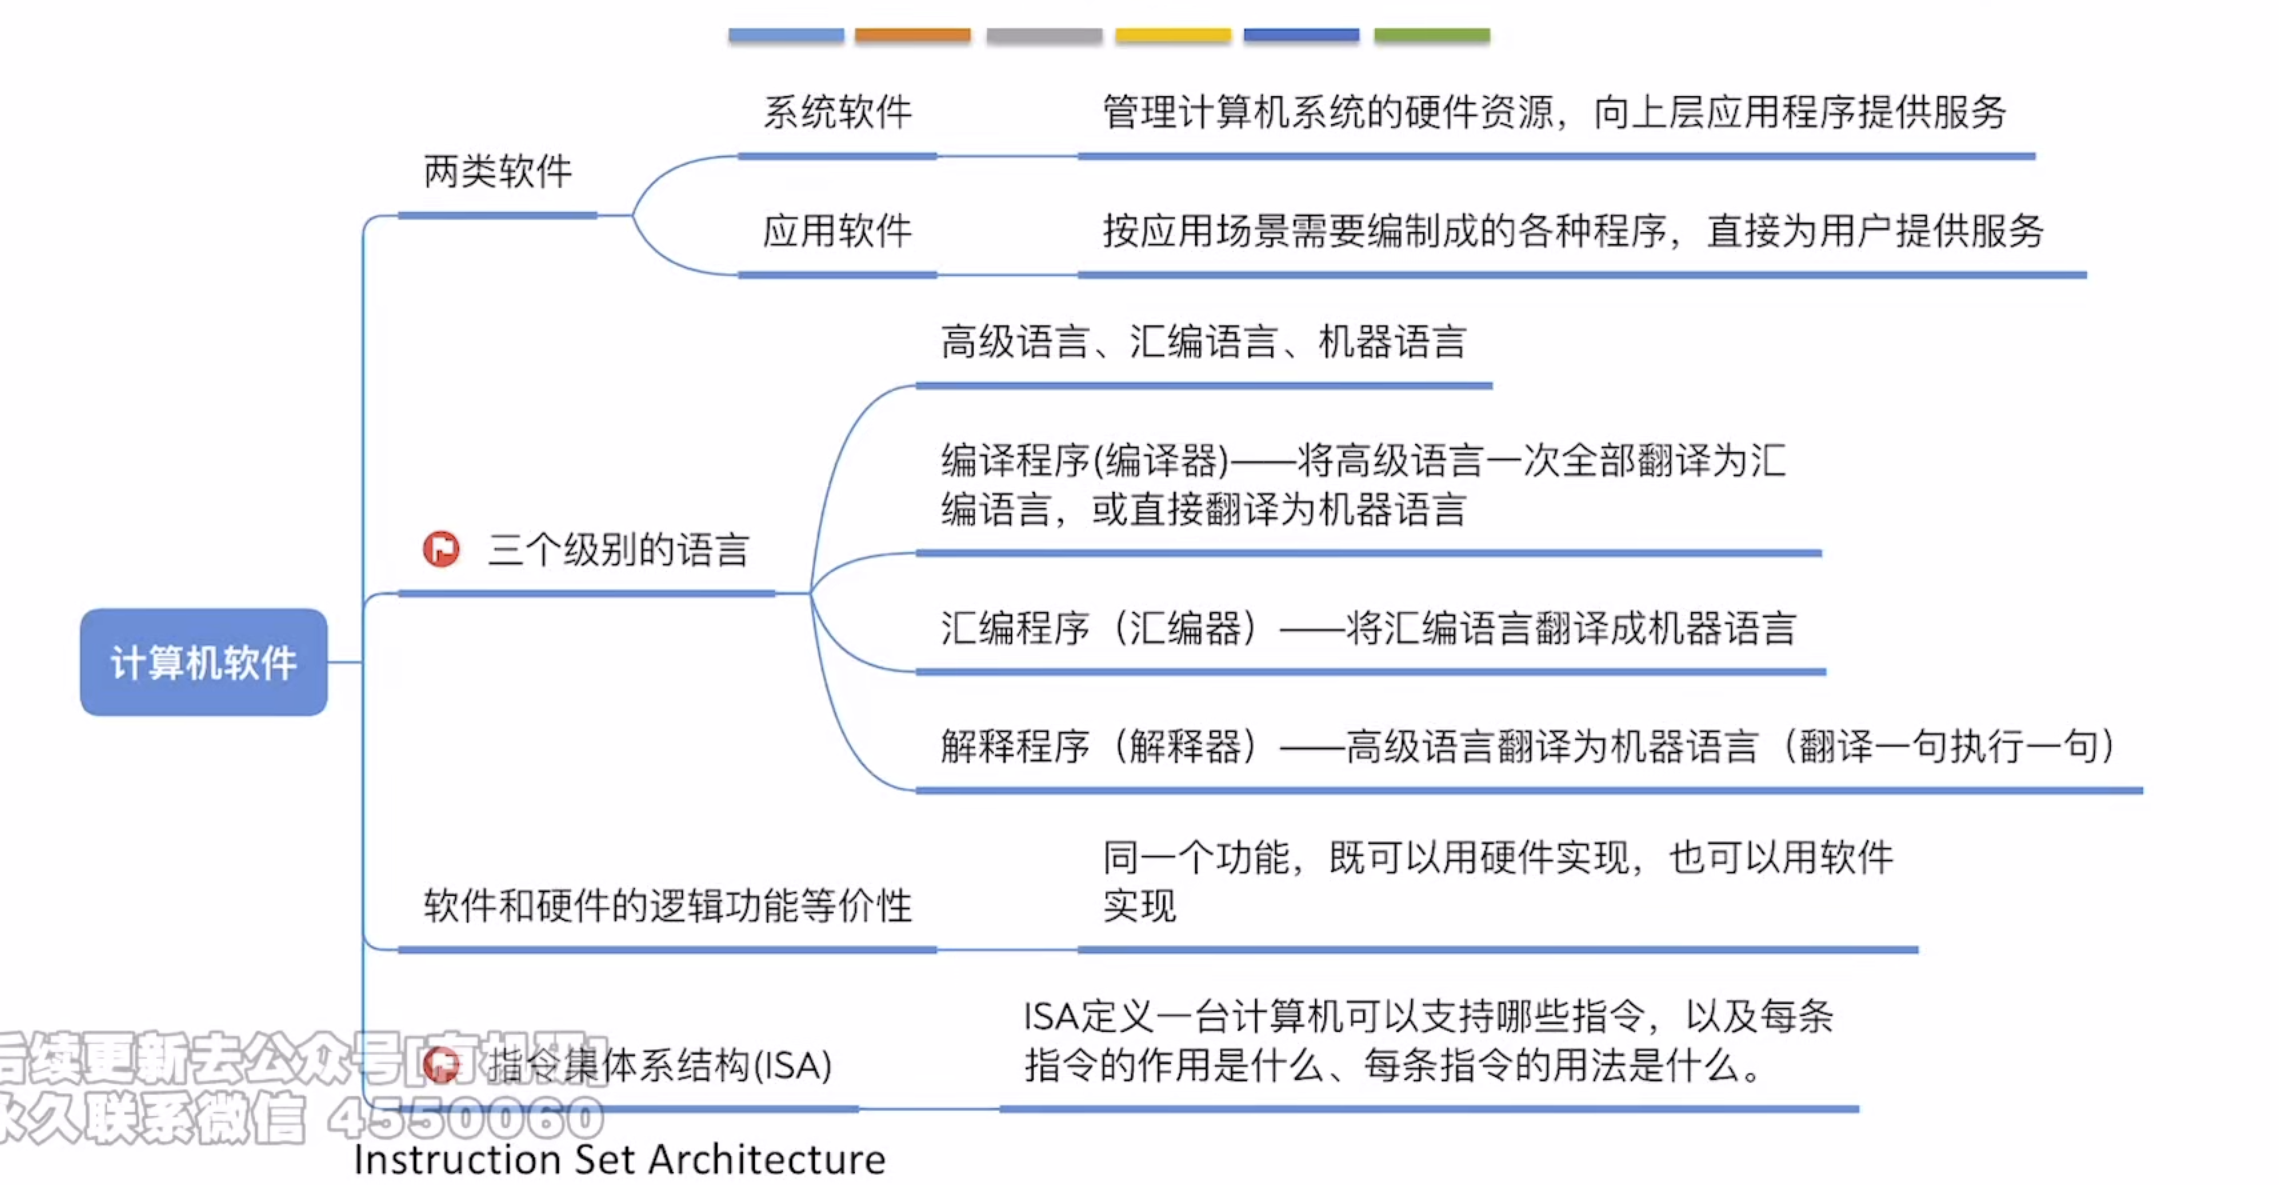 系统软件
管理计算机系统的硬件资源，向上层应用程序提供服务
两类软件
应用软件
按应用场景需要编制成的各种程序，直接为用户提供服务
高级语言、汇编语言、机器语言
编译程序(编译器)——将高级语言一次全部翻译为汇
编语言，或直接翻译为机器语言
三个级别的语言
汇编程序（汇编器）——将汇编语言翻译成机器语言
计算机软件
解释程序（解释器）——高级语言翻译为机器语言（翻译一句执行一句）
同一个功能，既可以用硬件实现，也可以用软件
实现
软件和硬件的逻辑功能等价性
ISA定义一台计算机可以支持哪些指令，以及每条
指令的作用是什么、每条指令的用法是什么。
指令集体系结构(ISA)
后续更新去公众号[有机研]
永久联系微信 4550060
Instruction Set Architecture